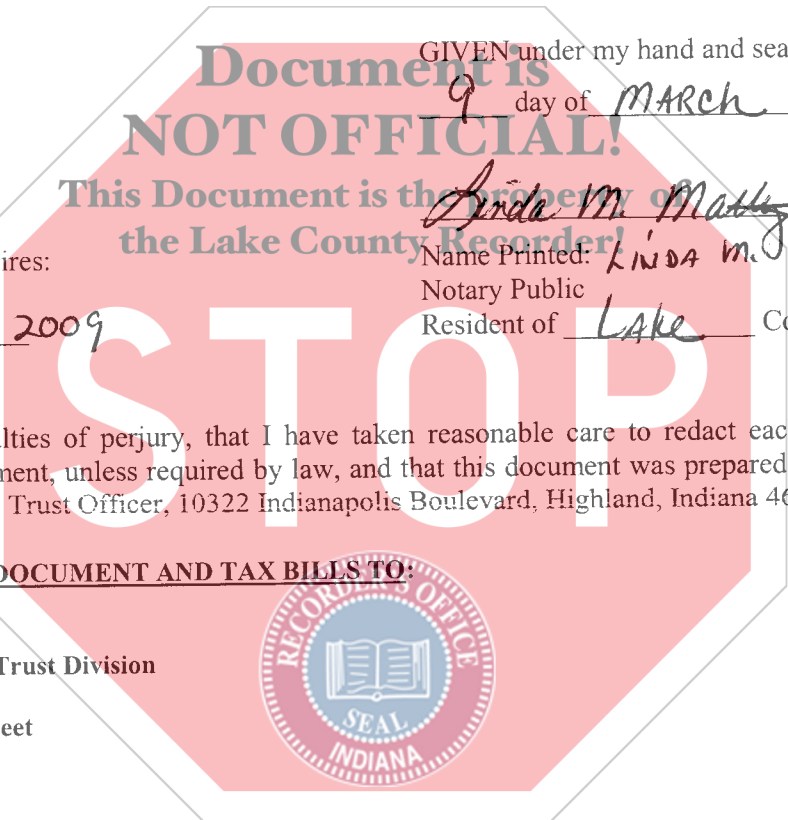 Document is
GIVEN under my hand and sea
9 day of MARCH
NOT OFFICIAL!
This Document is the property of
Linda M.
the Lake County Recorder!
ires:
Name Printed: LINDA M.
Notary Public
2009
Resident of Lake Co
STOP
lties of perjury, that I have taken reasonable care to redact eac
ment, unless required by law, and that this document was prepared
Trust Officer, 10322 Indianapolis Boulevard, Highland, Indiana 46
DOCUMENT AND TAX BILLS TO:
RECORDER'S OFFICE
Trust Division
eet
SEAL
INDIANA